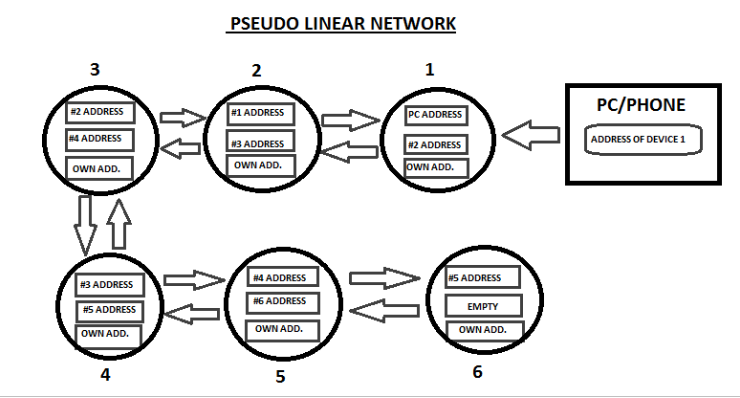 PSEUDO LINEAR NETWORK
3
2
1
#2 ADDRESS
#4 ADDRESS
OWN ADD.
#1 ADDRESS
#3 ADDRESS
OWN ADD.
PC ADDRESS
#2 ADDRESS
OWN ADD.
PC/PHONE
ADDRESS OF DEVICE 1
#3 ADDRESS
#5 ADDRESS
OWN ADD.
#4 ADDRESS
#6 ADDRESS
OWN ADD.
#5 ADDRESS
EMPTY
OWN ADD.
4
5
6